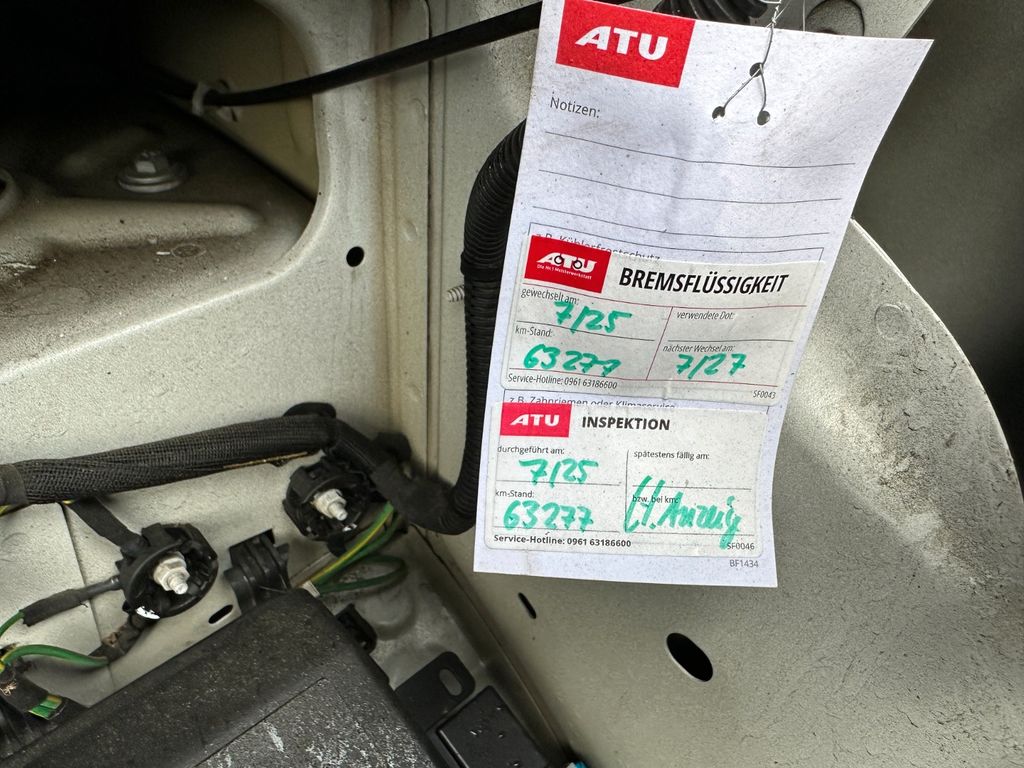 ATU
Notizen:
z.B. Kühlerfrostschutz
ATU
Die Nr.1 Meisterwerkstatt
BREMSFLÜSSIGKEIT
gewechselt am: verwendete Dot:
7/25
km-Stand: nächster Wechsel am:
63277 7/27
Service-Hotline: 0961 63186600 SF0043
z.B. Zahnriemen oder Klimaservice
ATU INSPEKTION
durchgeführt am: spätestens fällig am:
7/25
km-Stand: bzw. bei km:
63277 lt. Anzeig
Service-Hotline: 0961 63186600 SF0046
BF1434